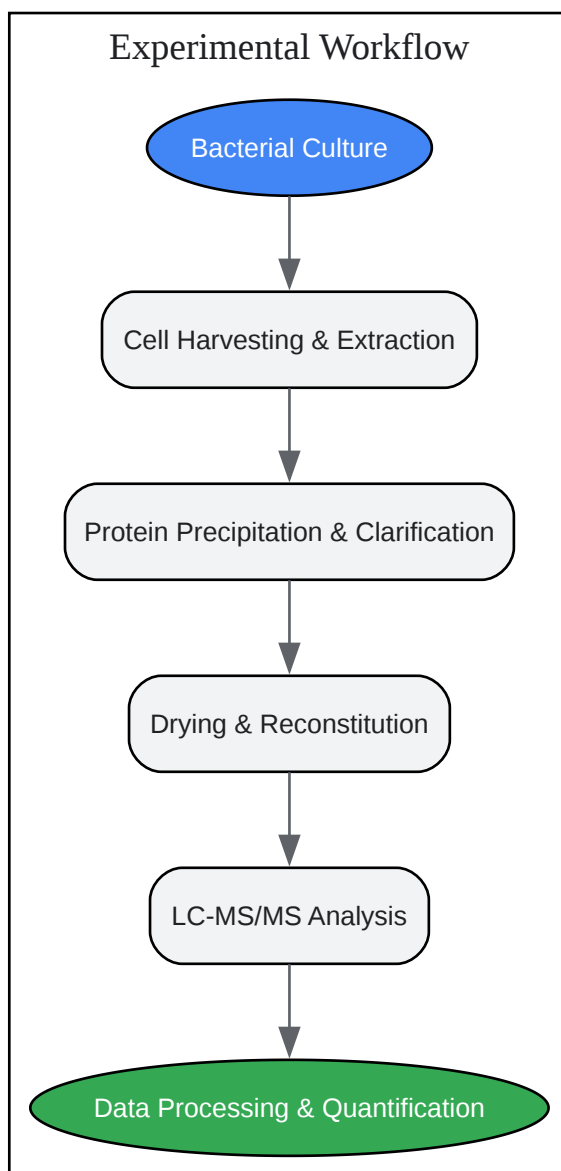 Experimental Workflow
Bacterial Culture
Cell Harvesting & Extraction
Protein Precipitation & Clarification
Drying & Reconstitution
LC-MS/MS Analysis
Data Processing & Quantification